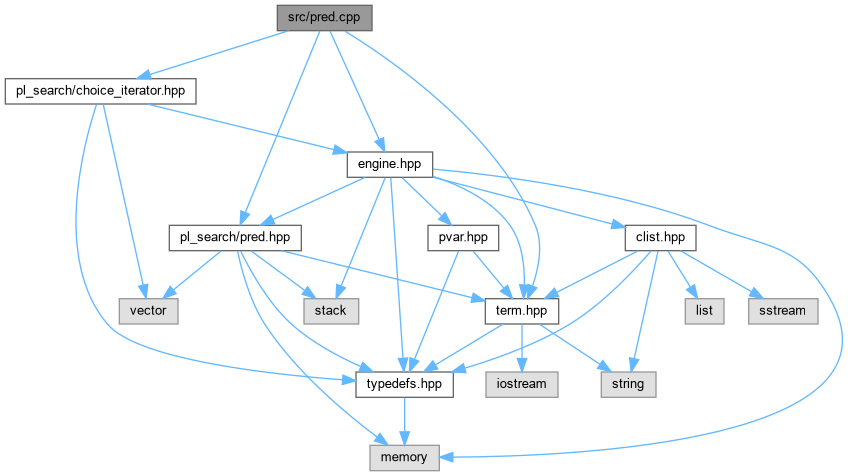 src/pred.cpp
pl_search/choice_iterator.hpp
engine.hpp
pl_search/pred.hpp
pvar.hpp
clist.hpp
vector
stack
term.hpp
list
sstream
typedefs.hpp
iostream
string
memory